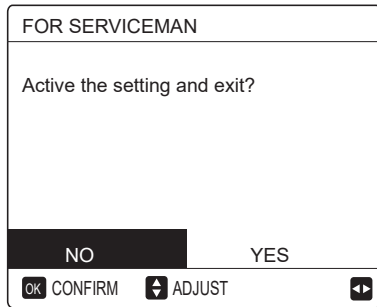 FOR SERVICEMAN
Active the setting and exit?
NO YES
OK CONFIRM ADJUST